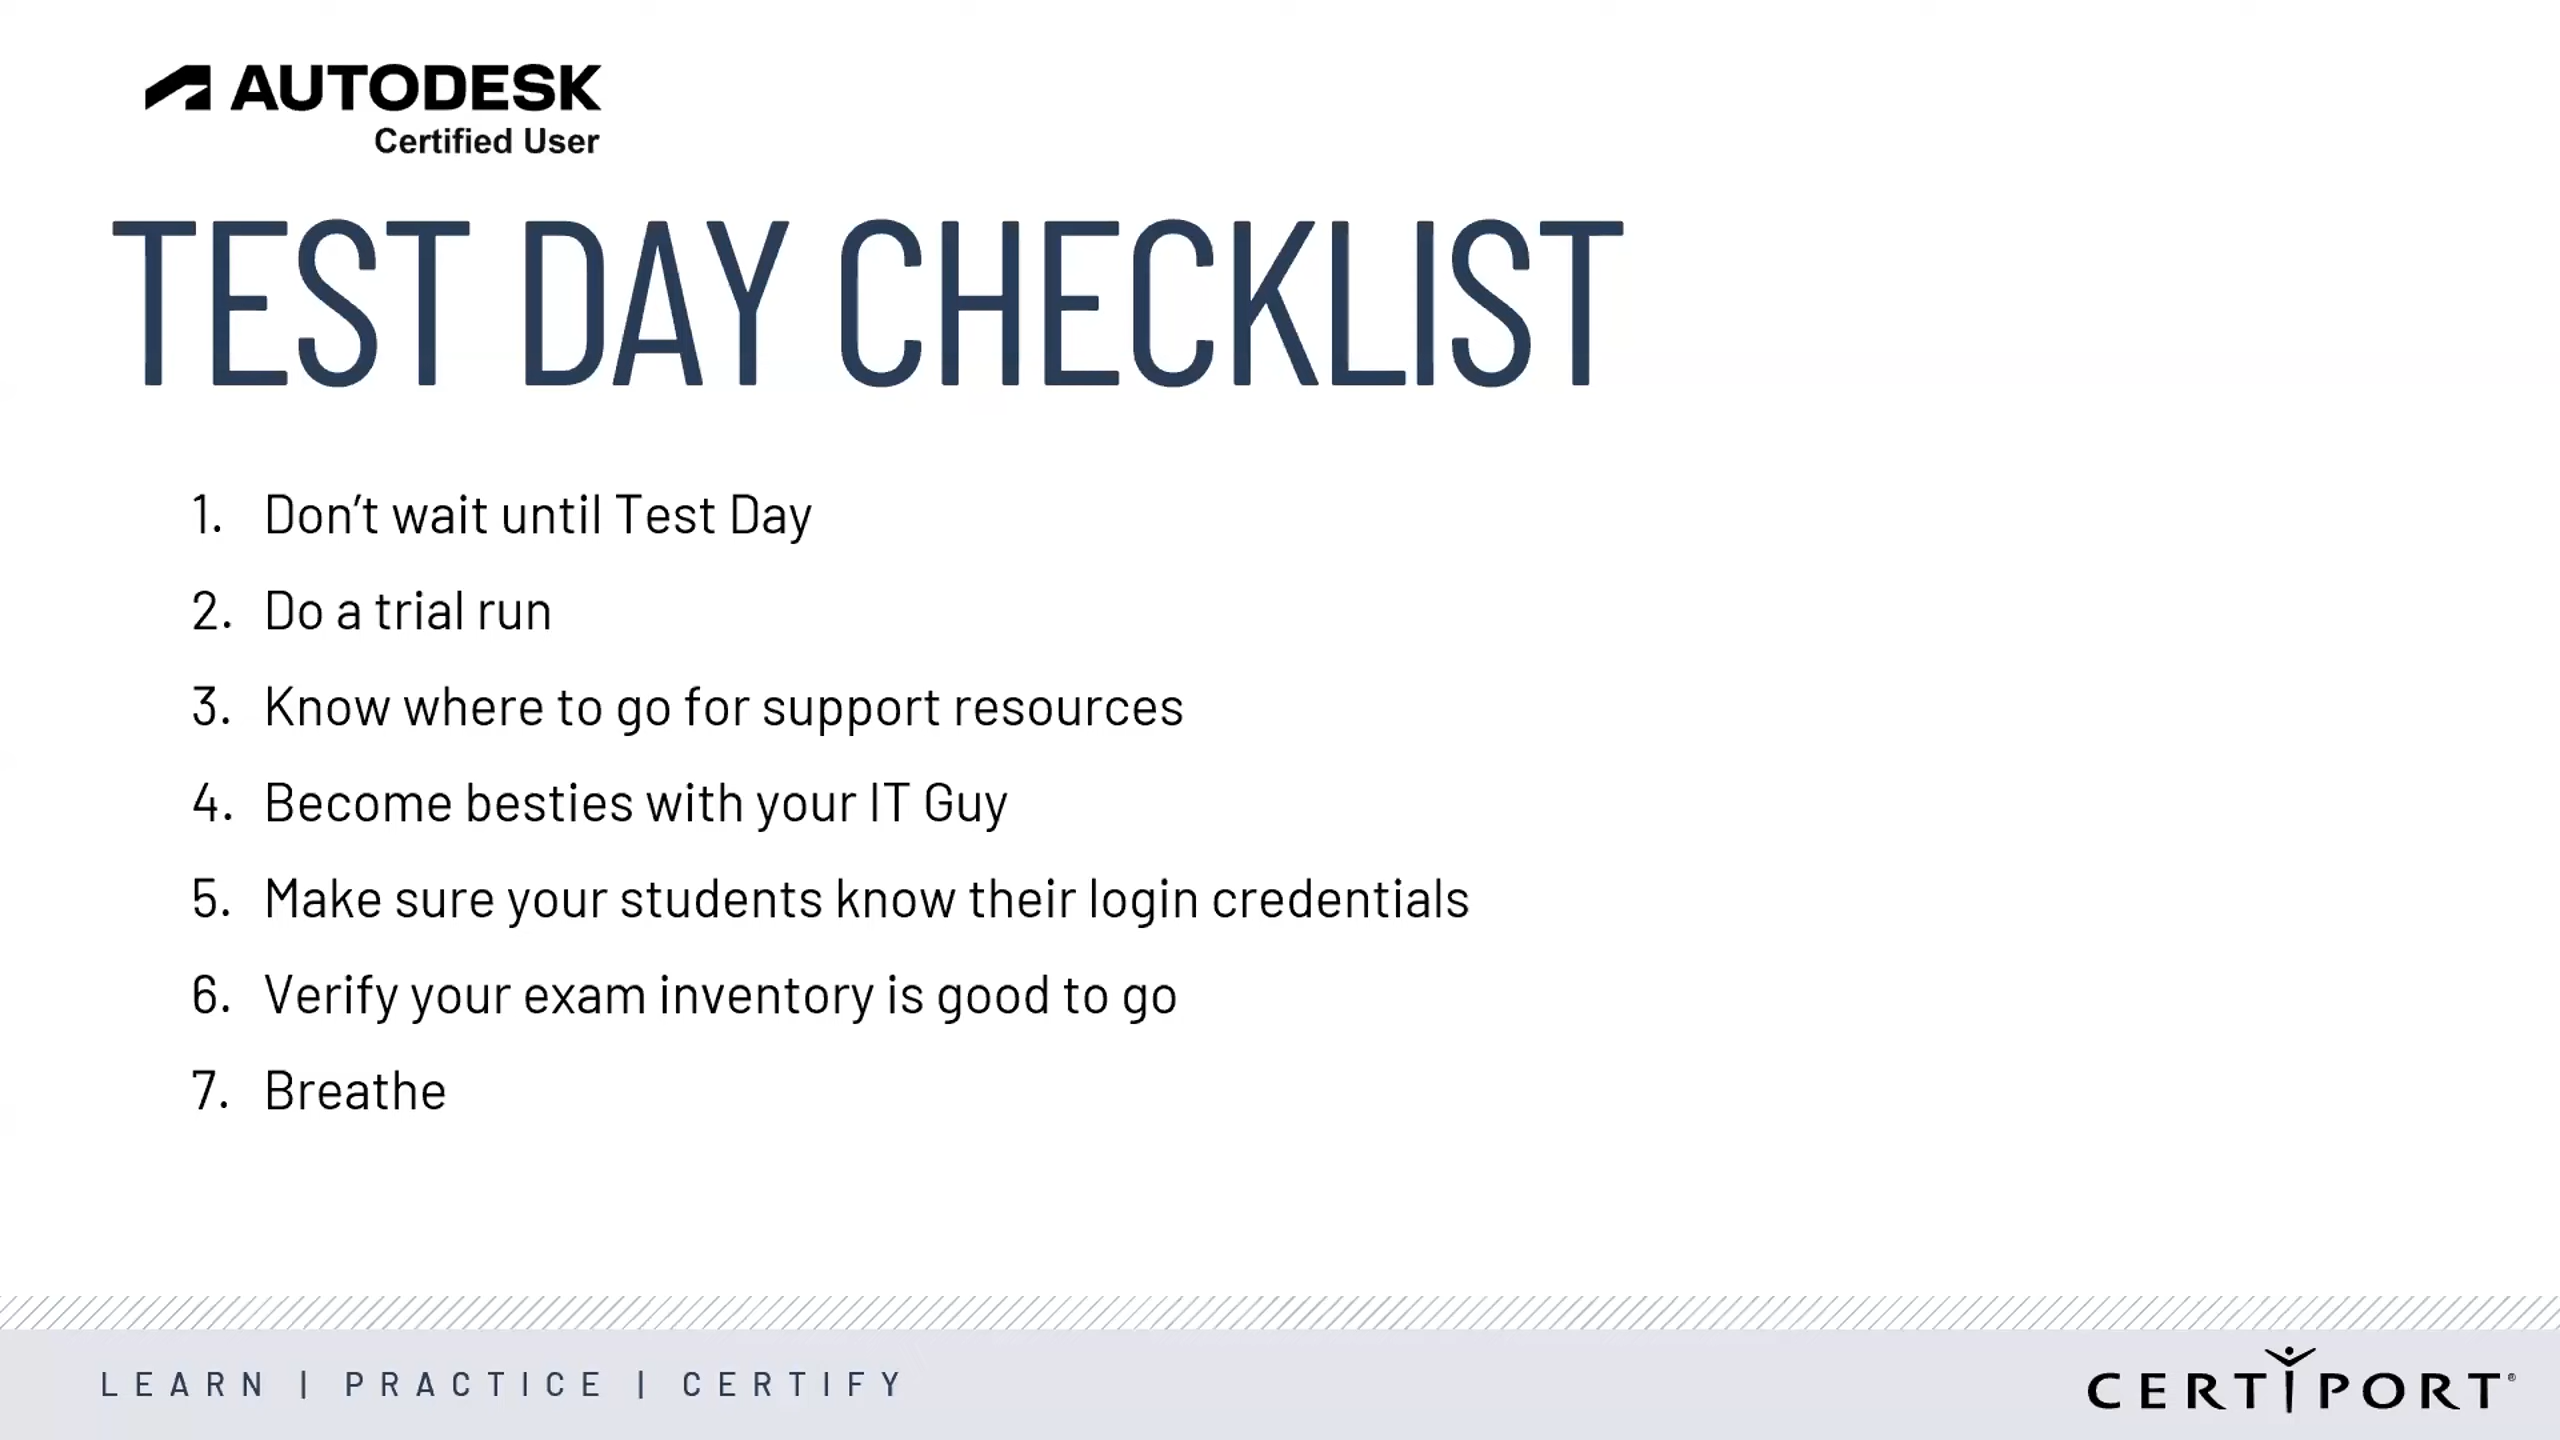 AUTODESK
Certified User
TEST DAY CHECKLIST
1. Don’t wait until Test Day
2. Do a trial run
3. Know where to go for support resources
4. Become besties with your IT Guy
5. Make sure your students know their login credentials
6. Verify your exam inventory is good to go
7. Breathe
LEARN | PRACTICE | CERTIFY
CERTIPORT®